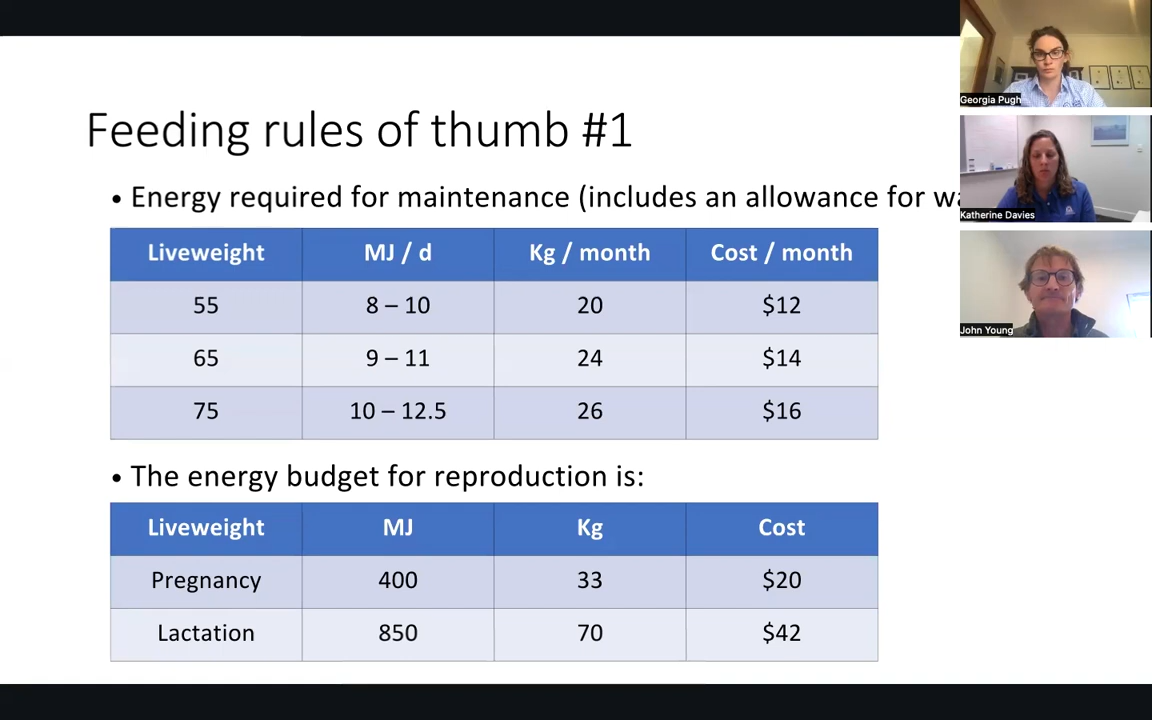 Feeding rules of thumb #1
• Energy required for maintenance (includes an allowance for
Liveweight MJ / d Kg / month Cost / month
55 8 – 10 20 $12
65 9 – 11 24 $14
75 10 – 12.5 26 $16
• The energy budget for reproduction is:
Liveweight MJ Kg Cost
Pregnancy 400 33 $20
Lactation 850 70 $42
Georgia Pugh
Katherine Davies
John Young